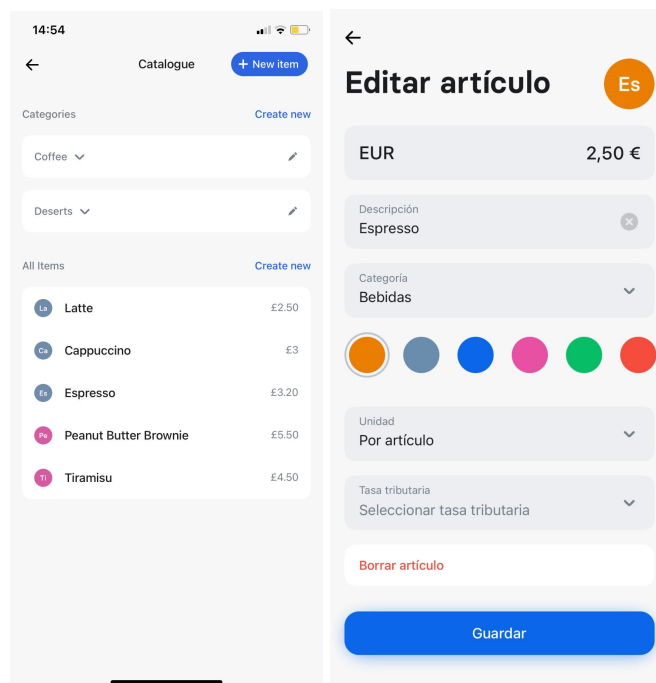 14:54
Catalogue
+ New item
Categories
Create new
Coffee
Deserts
All Items
Create new
La
Latte
£2.50
Ca
Cappuccino
£3
Es
Espresso
£3.20
Pe
Peanut Butter Brownie
£5.50
Ti
Tiramisu
£4.50
Editar artículo
Es
EUR
2,50 €
Descripción
Espresso
Categoría
Bebidas
Unidad
Por artículo
Tasa tributaria
Seleccionar tasa tributaria
Borrar artículo
Guardar